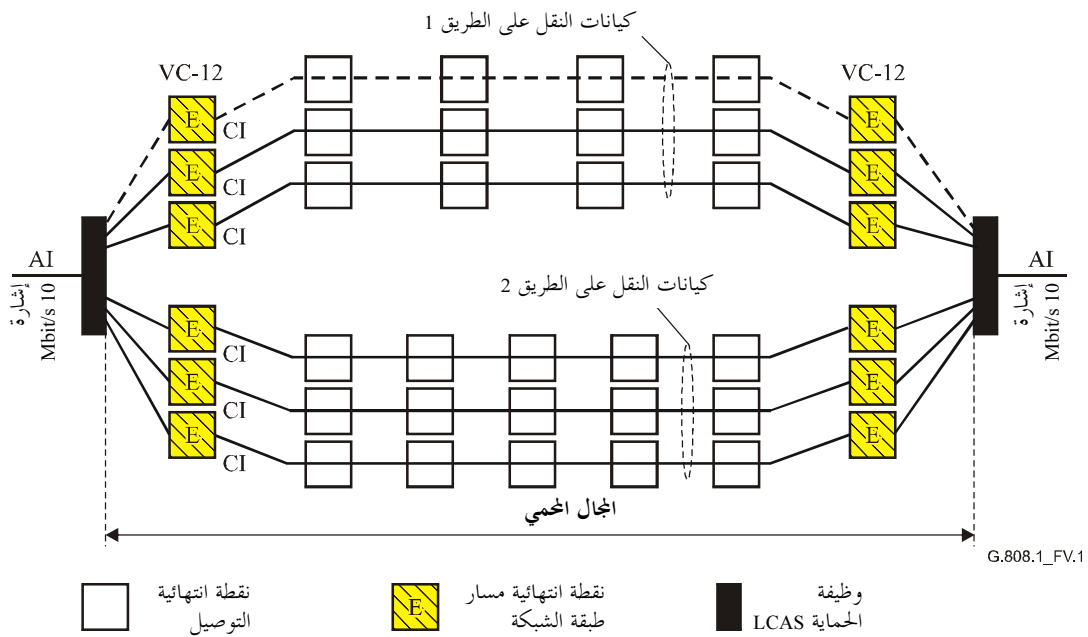 كيانات النقل على الطريق 1
VC-12
VC-12
E
CI
E
CI
E
CI
E
E
E
AI
إشارة
10 Mbit/s
AI
إشارة
10 Mbit/s
كيانات النقل على الطريق 2
E
CI
E
CI
E
CI
E
E
E
المجال المحمي
G.808.1_FV.1
وظيفة
الحماية LCAS
E
نقطة انتهائية مسار
طبقة الشبكة
نقطة انتهائية
التوصيل